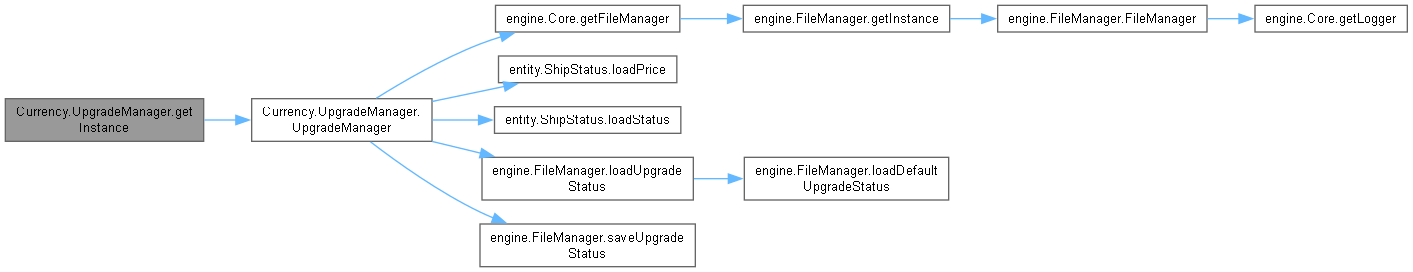 Currency.UpgradeManager.get
Instance
Currency.UpgradeManager.
UpgradeManager
engine.Core.getFileManager
engine.FileManager.getInstance
engine.FileManager.FileManager
engine.Core.getLogger
entity.ShipStatus.loadPrice
entity.ShipStatus.loadStatus
engine.FileManager.loadUpgrade
Status
engine.FileManager.loadDefault
UpgradeStatus
engine.FileManager.saveUpgrade
Status